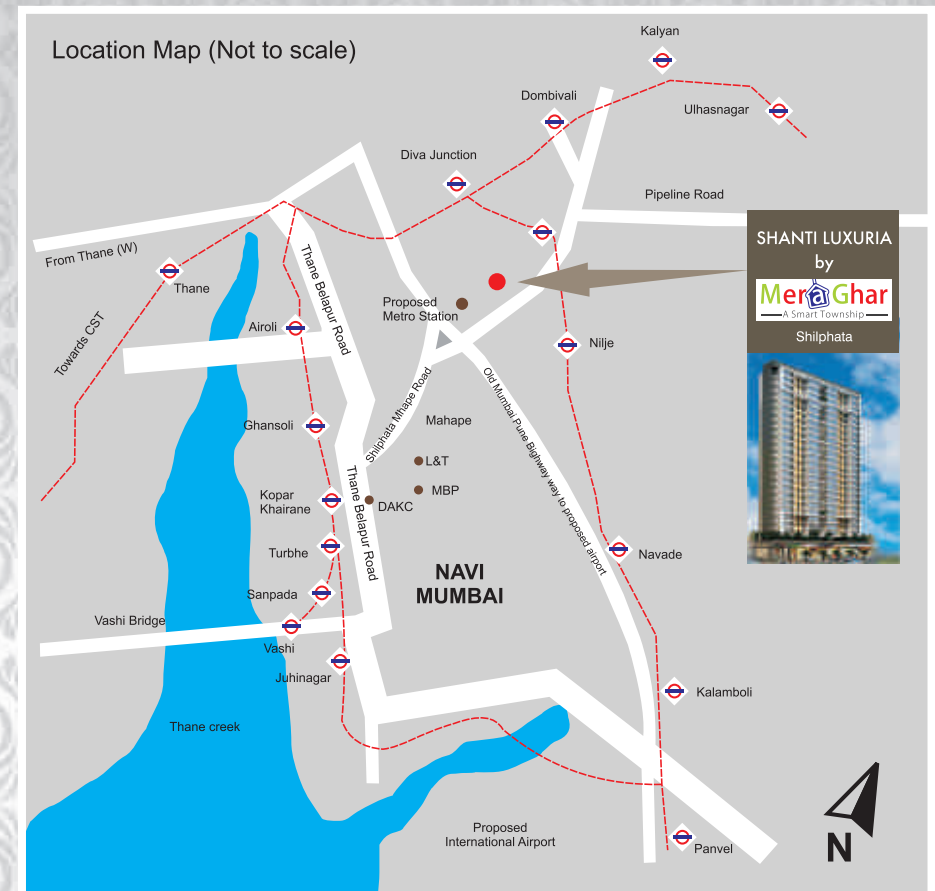 Location Map (Not to scale)
Kalyan
Dombivali
Ulhasnagar
Diva Junction
Pipeline Road
From Thane (W)
Thane
Towards CST
Thane Belapur Road
SHANTI LUXURIA
by
MeraGhar
A Smart Township
Shilphata
Proposed
Metro Station
Airoli
Nilje
Shilphata Mhape Road
Old Mumbai Pune Bighway way to proposed airport
Ghansoli
Mahape
L&T
MBP
DAKC
Kopar
Khairane
Thane Belapur Road
Turbhe
Navade
NAVI
MUMBAI
Sanpada
Vashi Bridge
Vashi
Juhinagar
Kalamboli
Thane creek
Proposed
International Airport
Panvel
N